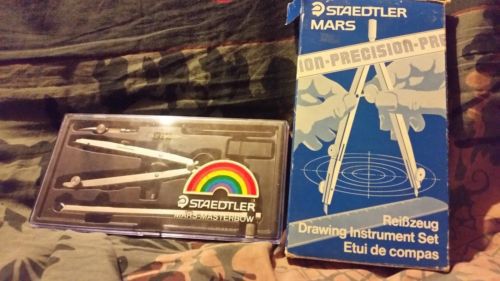 STAEDTLER
MARS-MASTERBOW
STAEDTLER
MARS
ION-PRECISION-PRE
Reißzeug
Drawing Instrument Set
Etui de compas